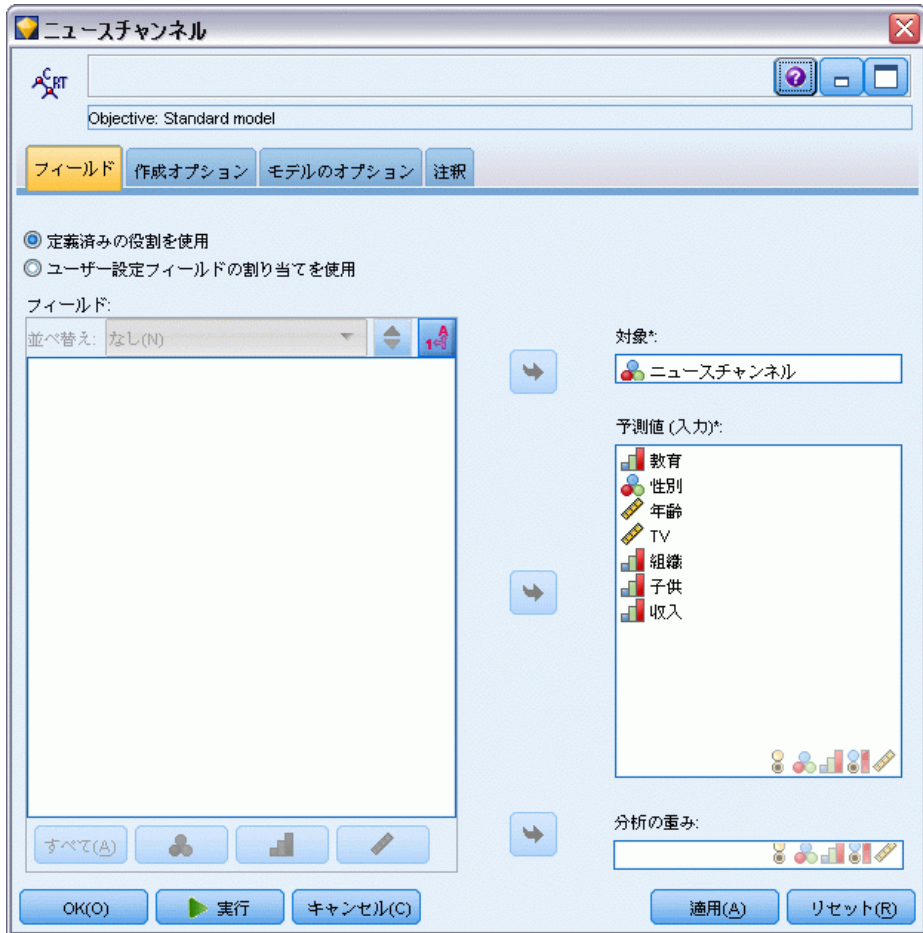 ニュースチャンネル
C&RT
Objective: Standard model
フィールド 作成オプション モデルのオプション 注釈
定義済みの役割を使用
ユーザー設定フィールドの割り当てを使用
フィールド:
並べ替え: なし(N)
対象*:
ニュースチャンネル
予測値 (入力)*:
教育
性別
年齢
TV
組織
子供
収入
すべて(A)
分析の重み:
OK(O) 実行 キャンセル(C) 適用(A) リセット(R)